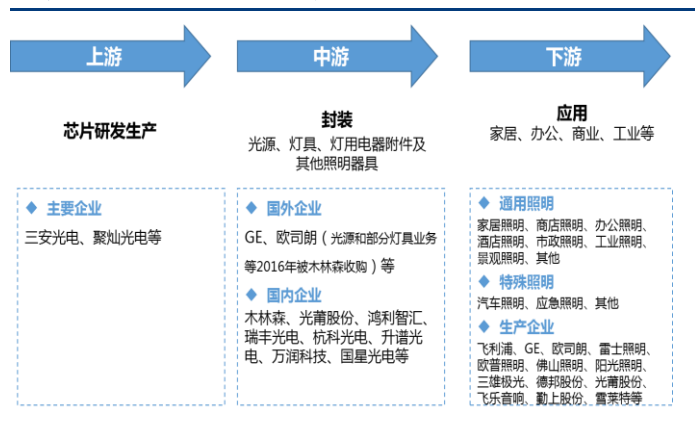 上游
芯片研发生产
◆ 主要企业
三安光电、聚灿光电等
中游
封装
光源、灯具、灯用电器附件及
其他照明器具
◆ 国外企业
GE、欧司朗（光源和部分灯具业务
等2016年被木林森收购）等
◆ 国内企业
木林森、光莆股份、鸿利智汇、
瑞丰光电、杭科光电、升谱光
电、万润科技、国星光电等
下游
应用
家居、办公、商业、工业等
◆ 通用照明
家居照明、商店照明、办公照明、
酒店照明、市政照明、工业照明、
景观照明、其他
◆ 特殊照明
汽车照明、应急照明、其他
◆ 生产企业
飞利浦、GE、欧司朗、雷士照明、
欧普照明、佛山照明、阳光照明、
三雄极光、德邦股份、光莆股份、
飞乐音响、勤上股份、雪莱特等